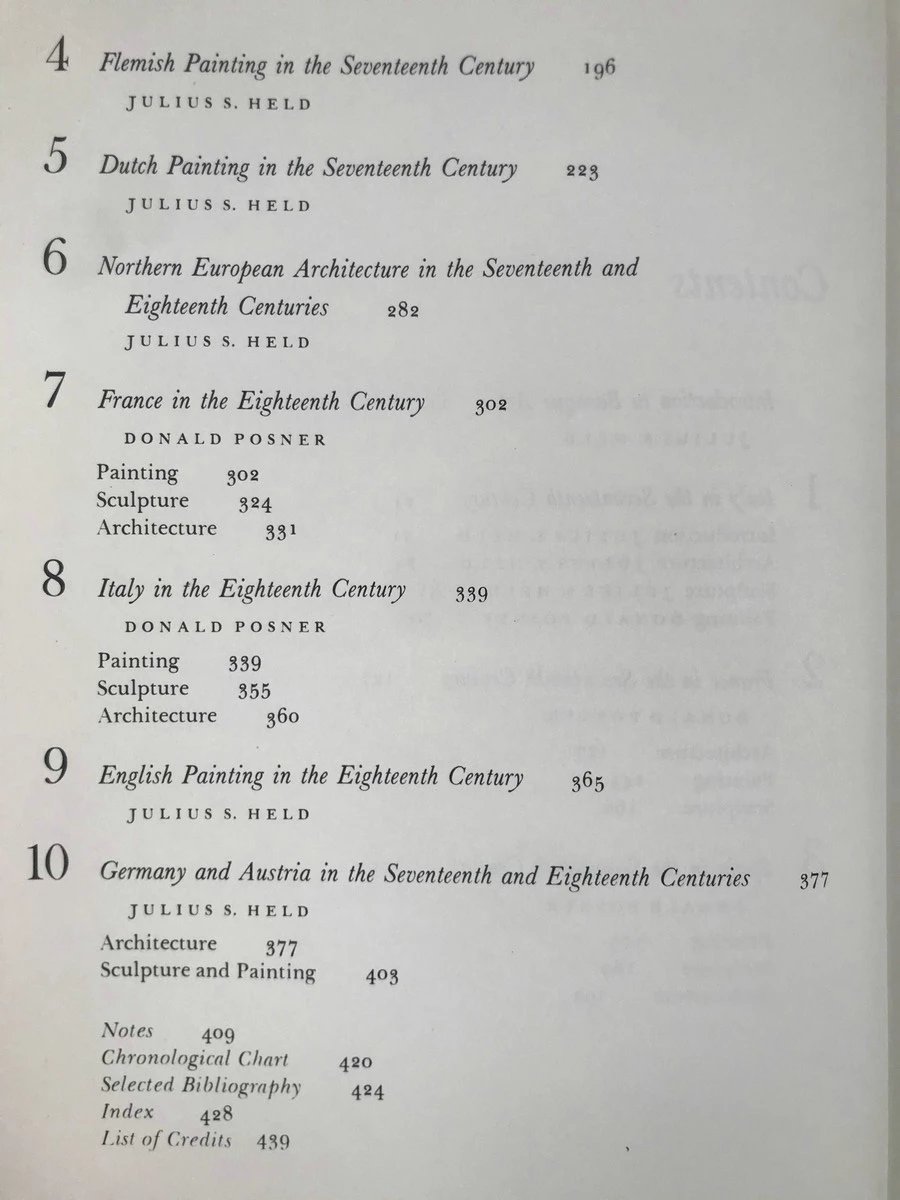 4 Flemish Painting in the Seventeenth Century 196
JULIUS S. HELD
5 Dutch Painting in the Seventeenth Century 223
JULIUS S. HELD
6 Northern European Architecture in the Seventeenth and
Eighteenth Centuries 282
JULIUS S. HELD
7 France in the Eighteenth Century 302
DONALD POSNER
Painting 302
Sculpture 324
Architecture 331
8 Italy in the Eighteenth Century 339
DONALD POSNER
Painting 339
Sculpture 355
Architecture 360
9 English Painting in the Eighteenth Century 365
JULIUS S. HELD
10 Germany and Austria in the Seventeenth and Eighteenth Centuries 377
JULIUS S. HELD
Architecture 377
Sculpture and Painting 403
Notes 409
Chronological Chart 420
Selected Bibliography 424
Index 428
List of Credits 439